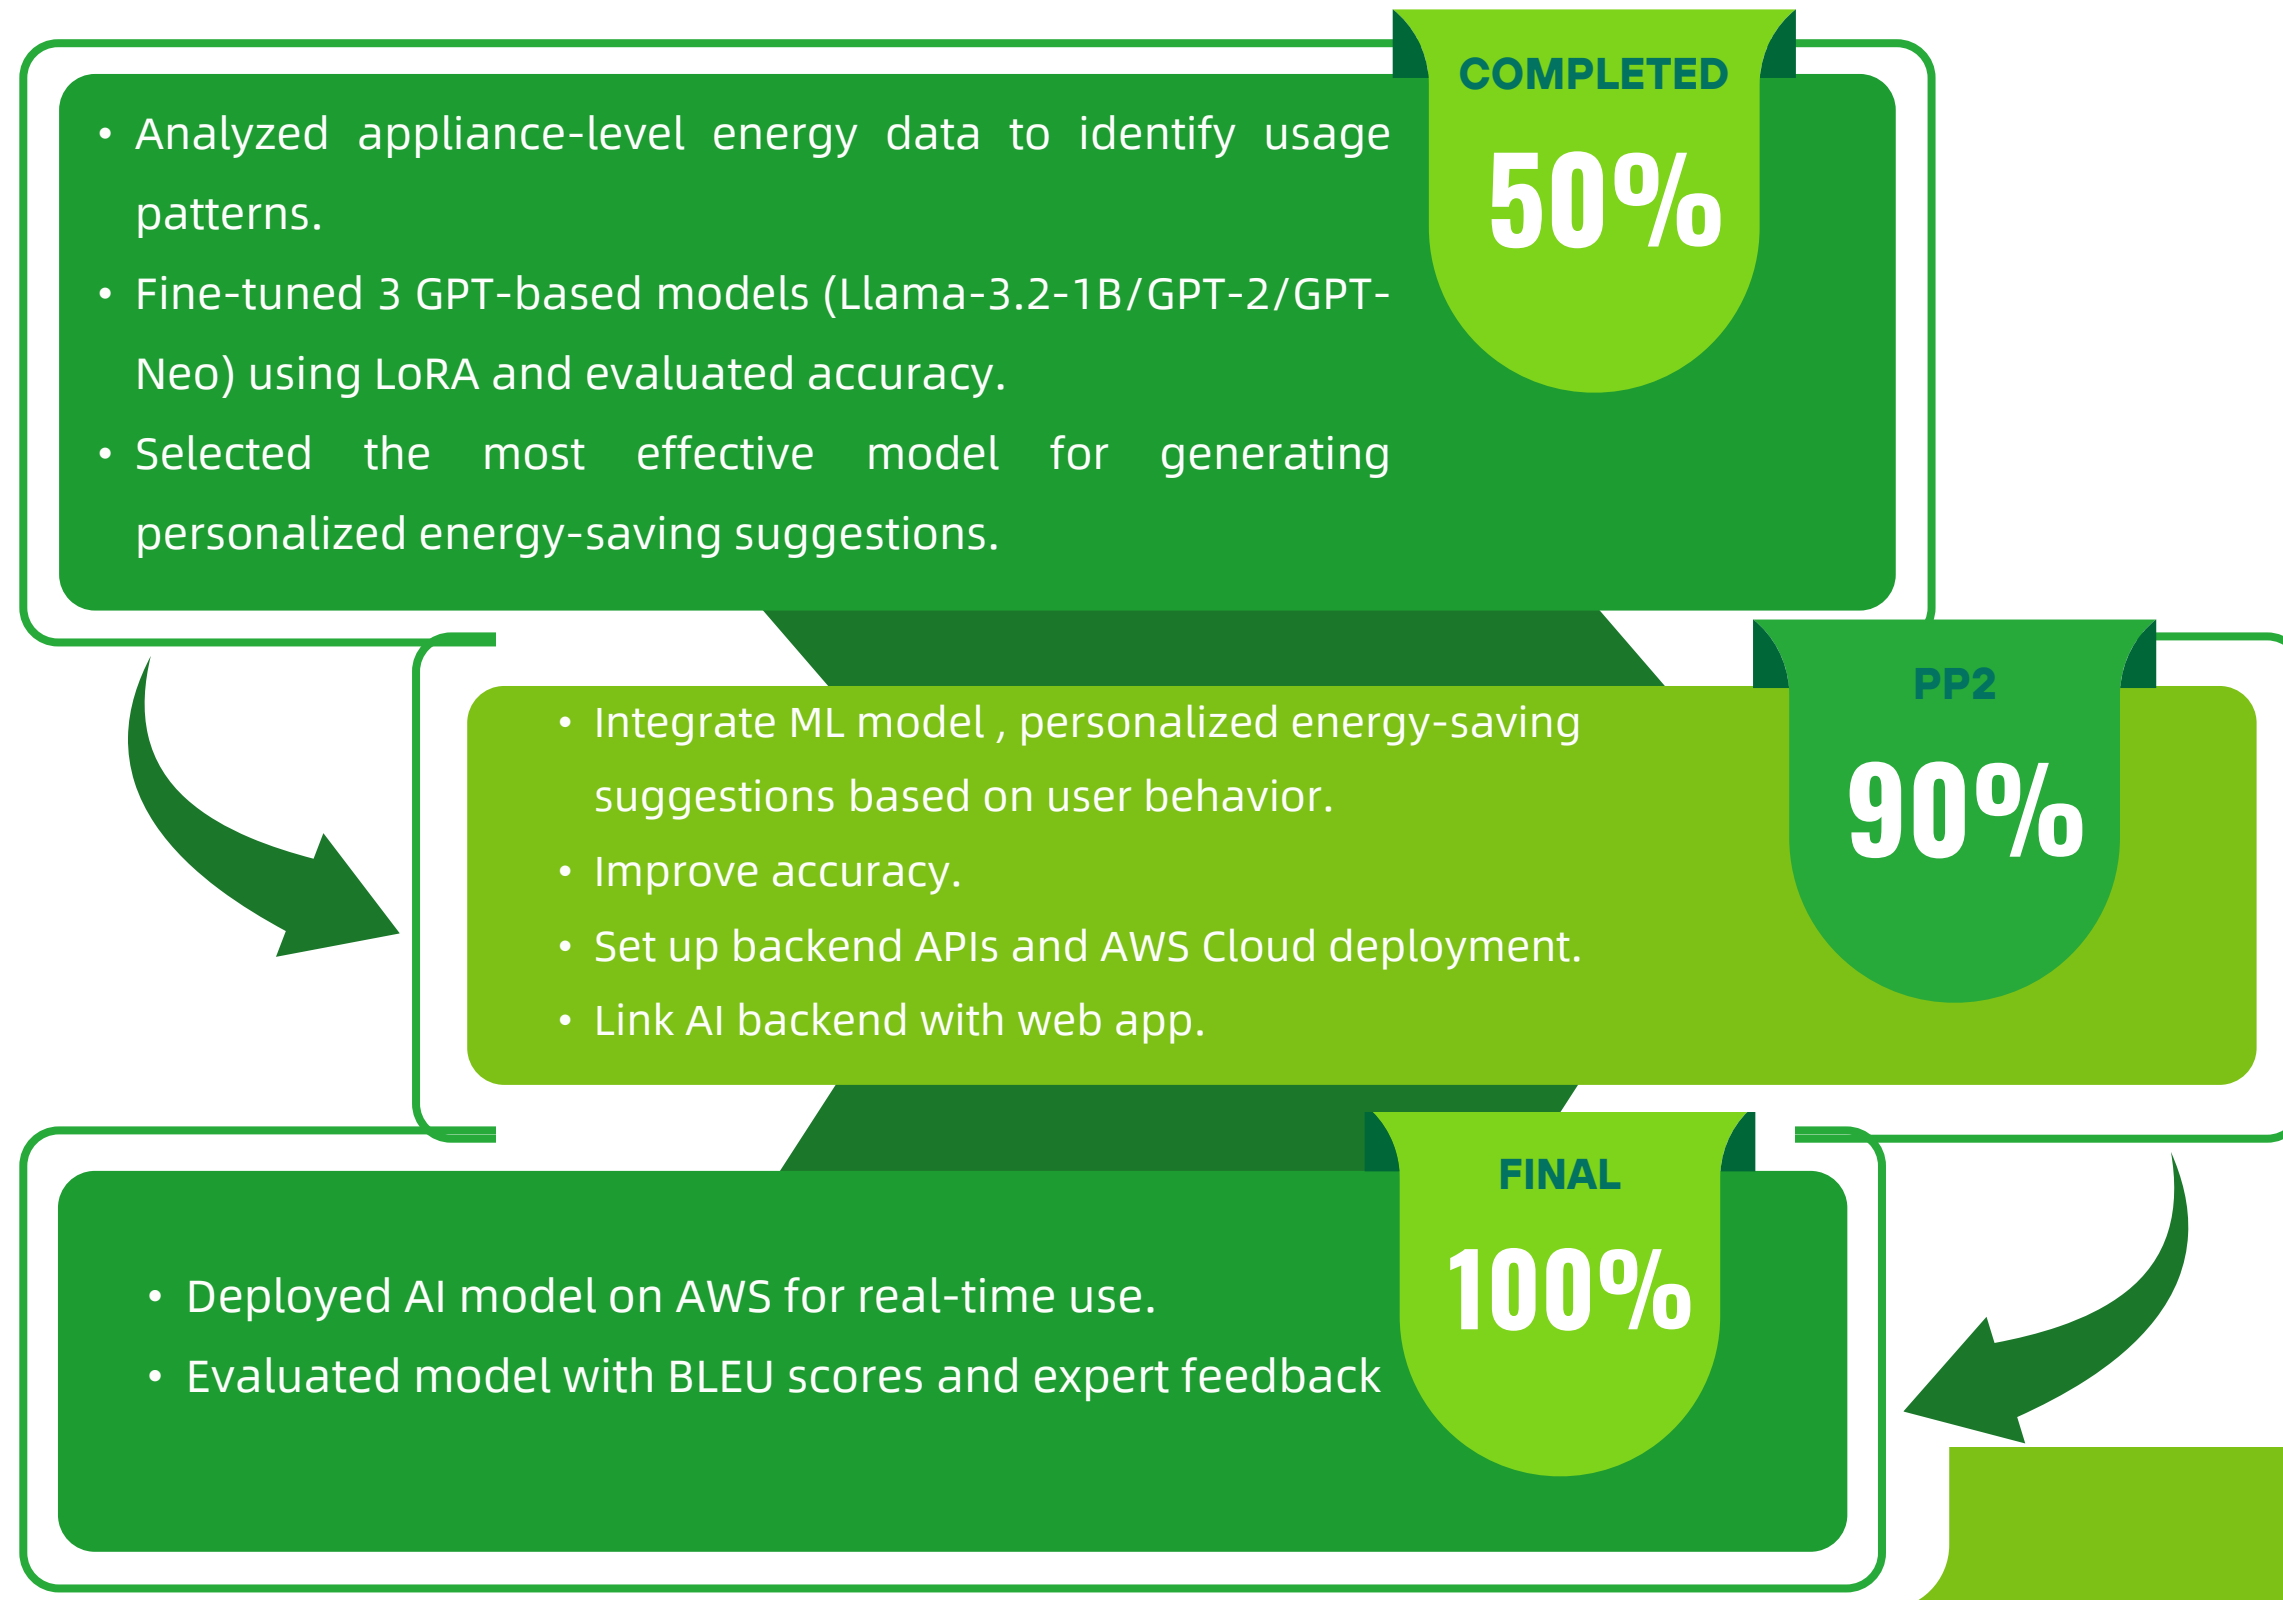 COMPLETED
50%
• Analyzed appliance-level energy data to identify usage
patterns.
• Fine-tuned 3 GPT-based models (Llama-3.2-1B/GPT-2/GPT-
Neo) using LoRA and evaluated accuracy.
• Selected the most effective model for generating
personalized energy-saving suggestions.
PP2
90%
• Integrate ML model , personalized energy-saving
suggestions based on user behavior.
• Improve accuracy.
• Set up backend APIs and AWS Cloud deployment.
• Link AI backend with web app.
FINAL
100%
• Deployed AI model on AWS for real-time use.
• Evaluated model with BLEU scores and expert feedback